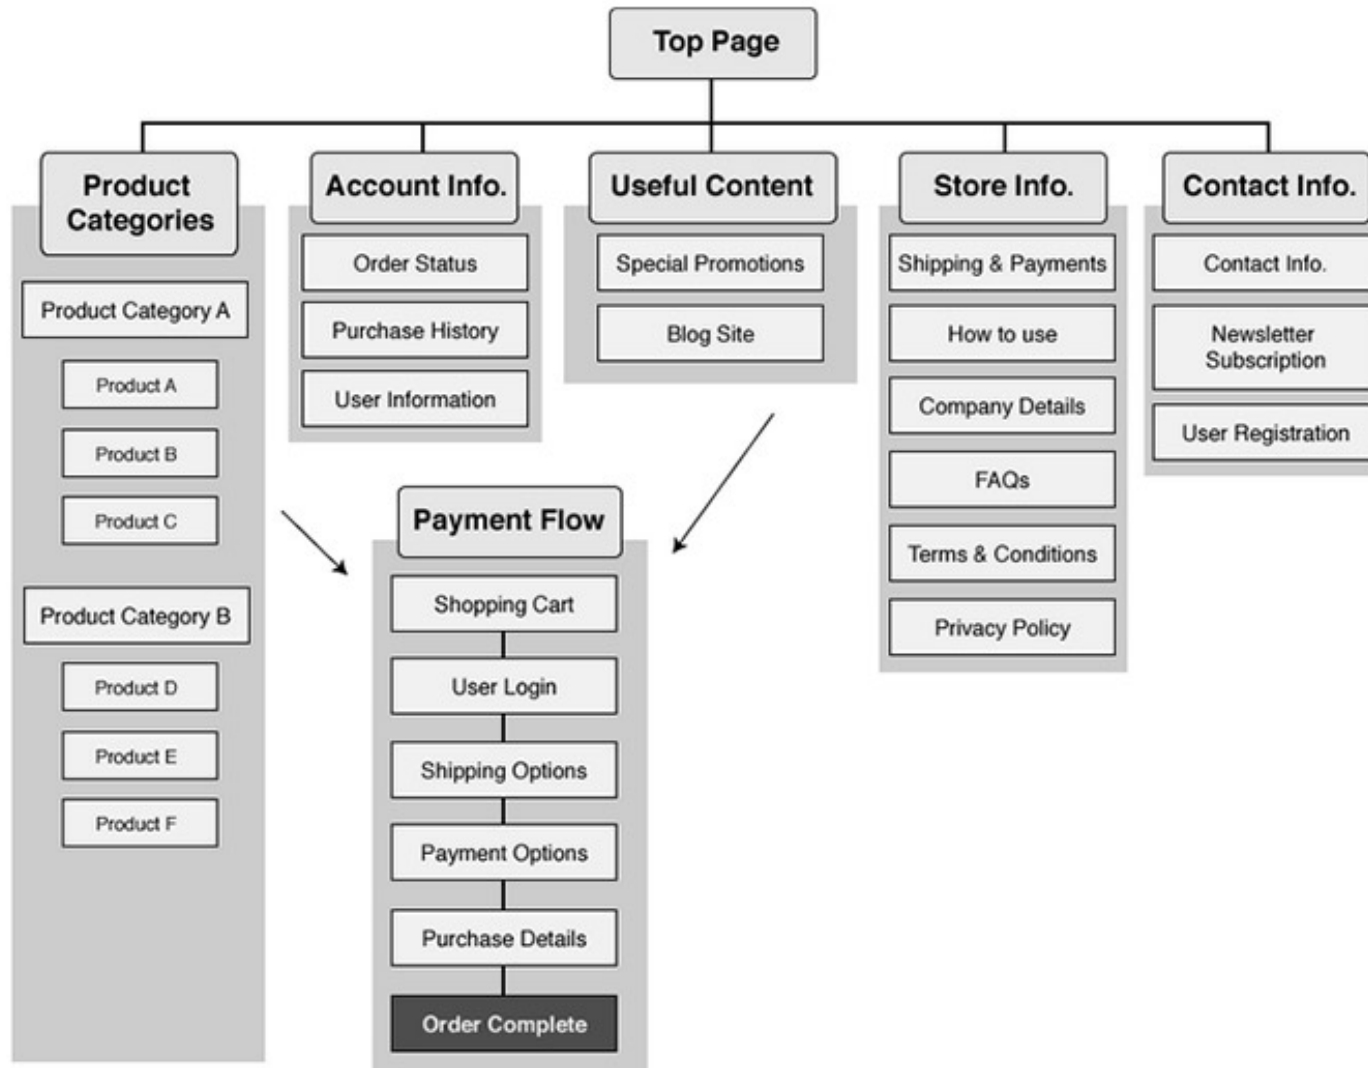 Top Page
Product
Categories
Product Category A
Product A
Product B
Product C
Product Category B
Product D
Product E
Product F
Account Info.
Order Status
Purchase History
User Information
Useful Content
Special Promotions
Blog Site
Store Info.
Shipping & Payments
How to use
Company Details
FAQs
Terms & Conditions
Privacy Policy
Contact Info.
Contact Info.
Newsletter
Subscription
User Registration
Payment Flow
Shopping Cart
User Login
Shipping Options
Payment Options
Purchase Details
Order Complete